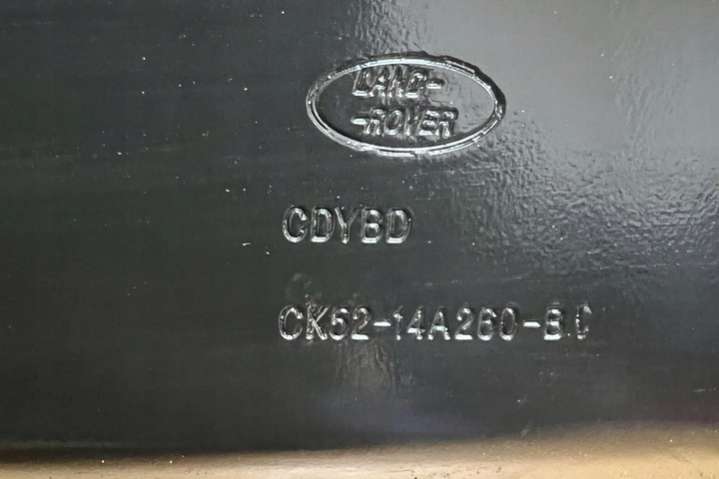 LAND-
-ROVER
CDYBD
CK52-14A260-BC